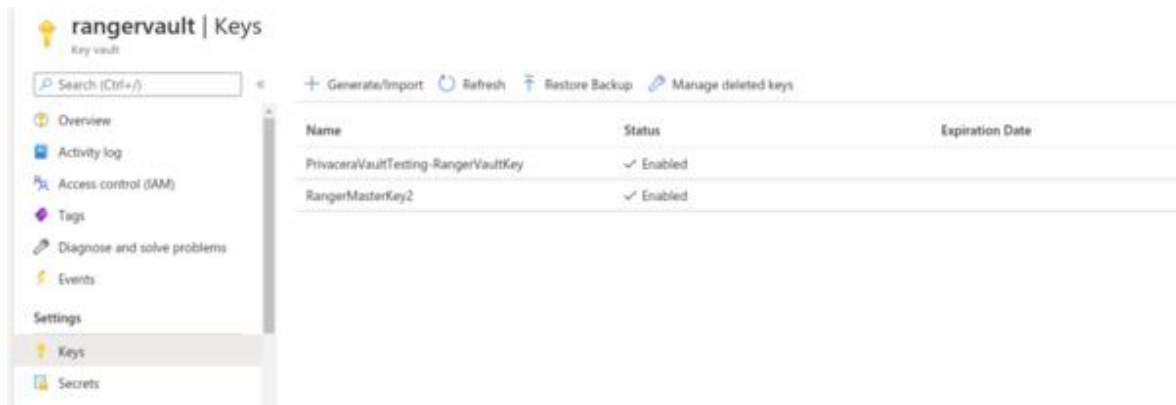 rangervault | Keys
Key vault
Search (Ctrl+/)
«
Generate/Import Refresh Restore Backup Manage deleted keys
Overview
Activity log
Access control (IAM)
Tags
Diagnose and solve problems
Events
Settings
Keys
Secrets
Name Status Expiration Date
PrivaceraVaultTesting-RangerVaultKey ✓ Enabled
RangerMasterKey2 ✓ Enabled